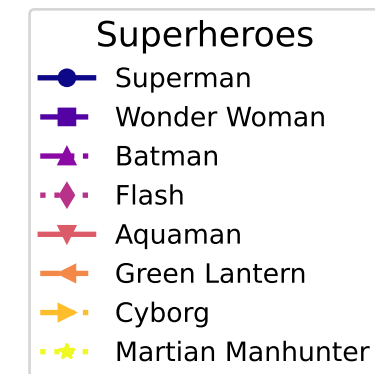 Superheroes
Superman
Wonder Woman
Batman
Flash
Aquaman
Green Lantern
Cyborg
Martian Manhunter